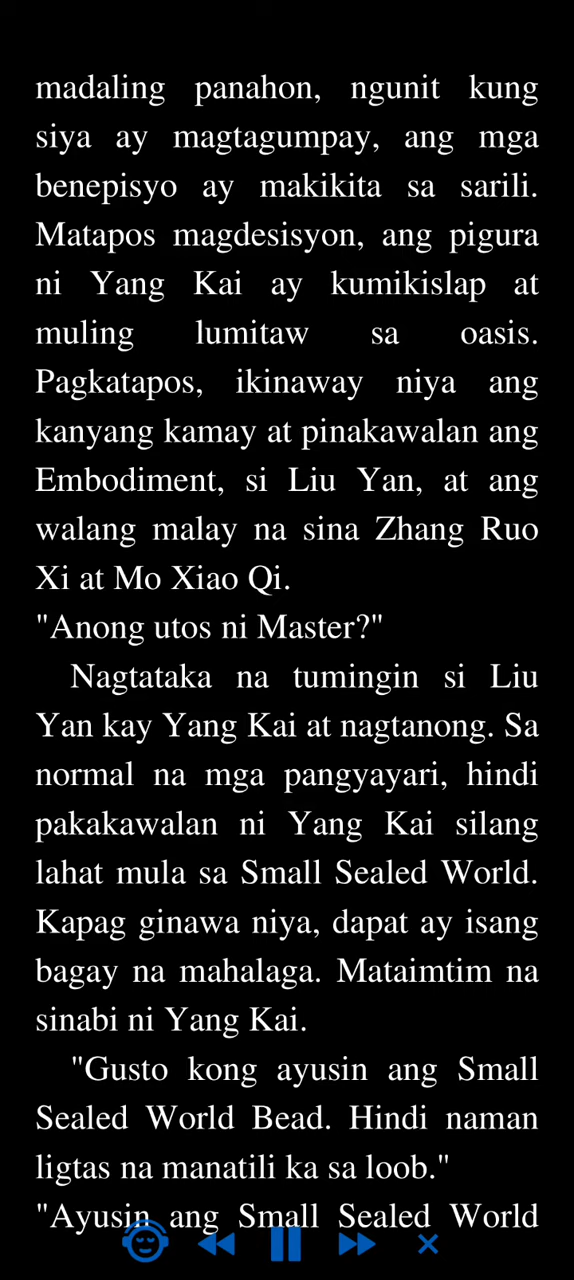 madaling panahon, ngunit kung
siya ay magtagumpay, ang mga
benepisyo ay makikita sa sarili.
Matapos magdesisyon, ang pigura
ni Yang Kai ay kumikislap at
muling lumitaw sa oasis.
Pagkatapos, ikinaway niya ang
kanyang kamay at pinakawalan ang
Embodiment, si Liu Yan, at ang
walang malay na sina Zhang Ruo
Xi at Mo Xiao Qi.
"Anong utos ni Master?"
Nagtataka na tumingin si Liu
Yan kay Yang Kai at nagtanong. Sa
normal na mga pangyayari, hindi
pakakawalan ni Yang Kai silang
lahat mula sa Small Sealed World.
Kapag ginawa niya, dapat ay isang
bagay na mahalaga. Mataimtim na
sinabi ni Yang Kai.
"Gusto kong ayusin ang Small
Sealed World Bead. Hindi naman
ligtas na manatili ka sa loob."
"Ayusin ang Small Sealed World